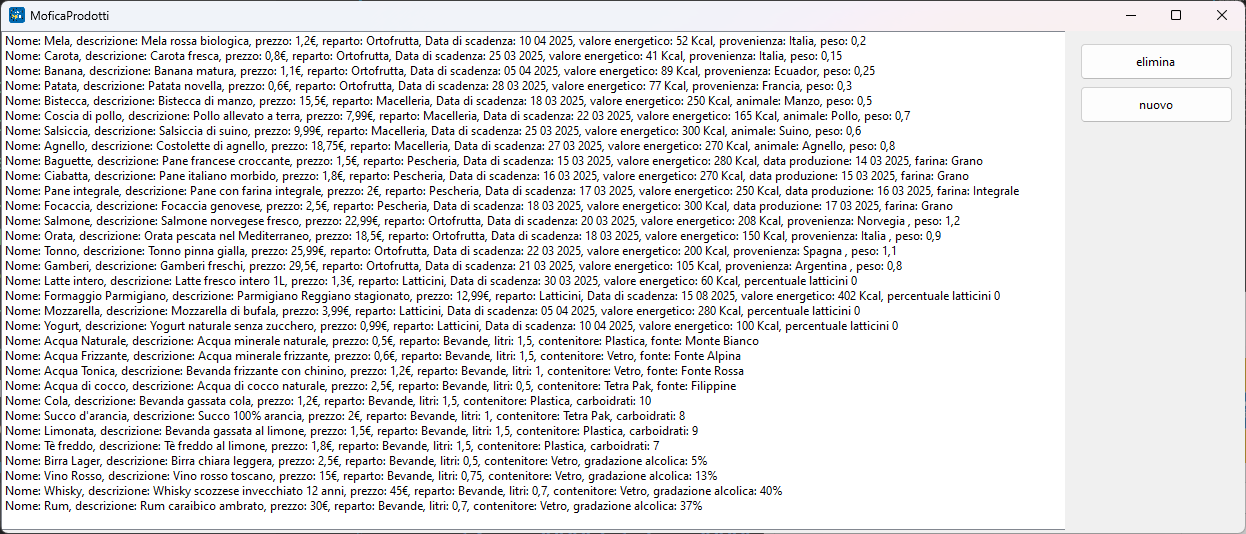 MoficaProdotti
Nome: Mela, descrizione: Mela rossa biologica, prezzo: 1,2€, reparto: Ortofrutta, Data di scadenza: 10 04 2025, valore energetico: 52 Kcal, provenienza: Italia, peso: 0,2
Nome: Carota, descrizione: Carota fresca, prezzo: 0,8€, reparto: Ortofrutta, Data di scadenza: 25 03 2025, valore energetico: 41 Kcal, provenienza: Italia, peso: 0,15
Nome: Banana, descrizione: Banana matura, prezzo: 1,1€, reparto: Ortofrutta, Data di scadenza: 05 04 2025, valore energetico: 89 Kcal, provenienza: Ecuador, peso: 0,25
Nome: Patata, descrizione: Patata novella, prezzo: 0,6€, reparto: Ortofrutta, Data di scadenza: 28 03 2025, valore energetico: 77 Kcal, provenienza: Francia, peso: 0,3
Nome: Bistecca, descrizione: Bistecca di manzo, prezzo: 15,5€, reparto: Macelleria, Data di scadenza: 18 03 2025, valore energetico: 250 Kcal, animale: Manzo, peso: 0,5
Nome: Coscia di pollo, descrizione: Pollo allevato a terra, prezzo: 7,99€, reparto: Macelleria, Data di scadenza: 22 03 2025, valore energetico: 165 Kcal, animale: Pollo, peso: 0,7
Nome: Salsiccia, descrizione: Salsiccia di suino, prezzo: 9,99€, reparto: Macelleria, Data di scadenza: 25 03 2025, valore energetico: 300 Kcal, animale: Suino, peso: 0,6
Nome: Agnello, descrizione: Costolette di agnello, prezzo: 18,75€, reparto: Macelleria, Data di scadenza: 27 03 2025, valore energetico: 270 Kcal, animale: Agnello, peso: 0,8
Nome: Baguette, descrizione: Pane francese croccante, prezzo: 1,5€, reparto: Pescheria, Data di scadenza: 15 03 2025, valore energetico: 280 Kcal, data produzione: 14 03 2025, farina: Grano
Nome: Ciabatta, descrizione: Pane italiano morbido, prezzo: 1,8€, reparto: Pescheria, Data di scadenza: 16 03 2025, valore energetico: 270 Kcal, data produzione: 15 03 2025, farina: Grano
Nome: Pane integrale, descrizione: Pane con farina integrale, prezzo: 2€, reparto: Pescheria, Data di scadenza: 17 03 2025, valore energetico: 250 Kcal, data produzione: 16 03 2025, farina: Integrale
Nome: Focaccia, descrizione: Focaccia genovese, prezzo: 2,5€, reparto: Pescheria, Data di scadenza: 18 03 2025, valore energetico: 300 Kcal, data produzione: 17 03 2025, farina: Grano
Nome: Salmone, descrizione: Salmone norvegese fresco, prezzo: 22,99€, reparto: Ortofrutta, Data di scadenza: 20 03 2025, valore energetico: 208 Kcal, provenienza: Norvegia , peso: 1,2
Nome: Orata, descrizione: Orata pescata nel Mediterraneo, prezzo: 18,5€, reparto: Ortofrutta, Data di scadenza: 18 03 2025, valore energetico: 150 Kcal, provenienza: Italia , peso: 0,9
Nome: Tonno, descrizione: Tonno pinna gialla, prezzo: 25,99€, reparto: Ortofrutta, Data di scadenza: 22 03 2025, valore energetico: 200 Kcal, provenienza: Spagna , peso: 1,1
Nome: Gamberi, descrizione: Gamberi freschi, prezzo: 29,5€, reparto: Ortofrutta, Data di scadenza: 21 03 2025, valore energetico: 105 Kcal, provenienza: Argentina , peso: 0,8
Nome: Latte intero, descrizione: Latte fresco intero 1L, prezzo: 1,3€, reparto: Latticini, Data di scadenza: 30 03 2025, valore energetico: 60 Kcal, percentuale latticini 0
Nome: Formaggio Parmigiano, descrizione: Parmigiano Reggiano stagionato, prezzo: 12,99€, reparto: Latticini, Data di scadenza: 15 08 2025, valore energetico: 402 Kcal, percentuale latticini 0
Nome: Mozzarella, descrizione: Mozzarella di bufala, prezzo: 3,99€, reparto: Latticini, Data di scadenza: 05 04 2025, valore energetico: 280 Kcal, percentuale latticini 0
Nome: Yogurt, descrizione: Yogurt naturale senza zucchero, prezzo: 0,99€, reparto: Latticini, Data di scadenza: 10 04 2025, valore energetico: 100 Kcal, percentuale latticini 0
Nome: Acqua Naturale, descrizione: Acqua minerale naturale, prezzo: 0,5€, reparto: Bevande, litri: 1,5, contenitore: Plastica, fonte: Monte Bianco
Nome: Acqua Frizzante, descrizione: Acqua minerale frizzante, prezzo: 0,6€, reparto: Bevande, litri: 1,5, contenitore: Vetro, fonte: Fonte Alpina
Nome: Acqua Tonica, descrizione: Bevanda frizzante con chinino, prezzo: 1,2€, reparto: Bevande, litri: 1, contenitore: Vetro, fonte: Fonte Rossa
Nome: Acqua di cocco, descrizione: Acqua di cocco naturale, prezzo: 2,5€, reparto: Bevande, litri: 0,5, contenitore: Tetra Pak, fonte: Filippine
Nome: Cola, descrizione: Bevanda gassata cola, prezzo: 1,2€, reparto: Bevande, litri: 1,5, contenitore: Plastica, carboidrati: 10
Nome: Succo d'arancia, descrizione: Succo 100% arancia, prezzo: 2€, reparto: Bevande, litri: 1, contenitore: Tetra Pak, carboidrati: 8
Nome: Limonata, descrizione: Bevanda gassata al limone, prezzo: 1,5€, reparto: Bevande, litri: 1,5, contenitore: Plastica, carboidrati: 9
Nome: Tè freddo, descrizione: Tè freddo al limone, prezzo: 1,8€, reparto: Bevande, litri: 1,5, contenitore: Plastica, carboidrati: 7
Nome: Birra Lager, descrizione: Birra chiara leggera, prezzo: 2,5€, reparto: Bevande, litri: 0,5, contenitore: Vetro, gradazione alcolica: 5%
Nome: Vino Rosso, descrizione: Vino rosso toscano, prezzo: 15€, reparto: Bevande, litri: 0,75, contenitore: Vetro, gradazione alcolica: 13%
Nome: Whisky, descrizione: Whisky scozzese invecchiato 12 anni, prezzo: 45€, reparto: Bevande, litri: 0,7, contenitore: Vetro, gradazione alcolica: 40%
Nome: Rum, descrizione: Rum caraibico ambrato, prezzo: 30€, reparto: Bevande, litri: 0,7, contenitore: Vetro, gradazione alcolica: 37%
elimina
nuovo